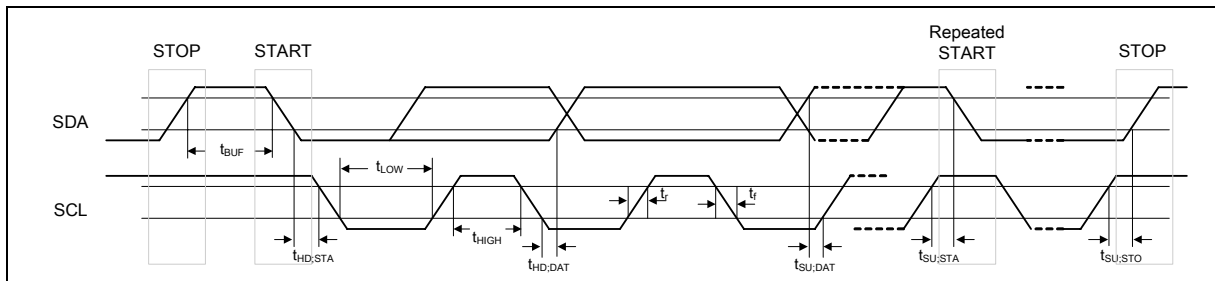 Repeated
STOP START START STOP
SDA
tBUF
tLOW
SCL
tr tf
tHIGH
tHD;STA tHD;DAT tSU;DAT tSU;STA tSU;STO